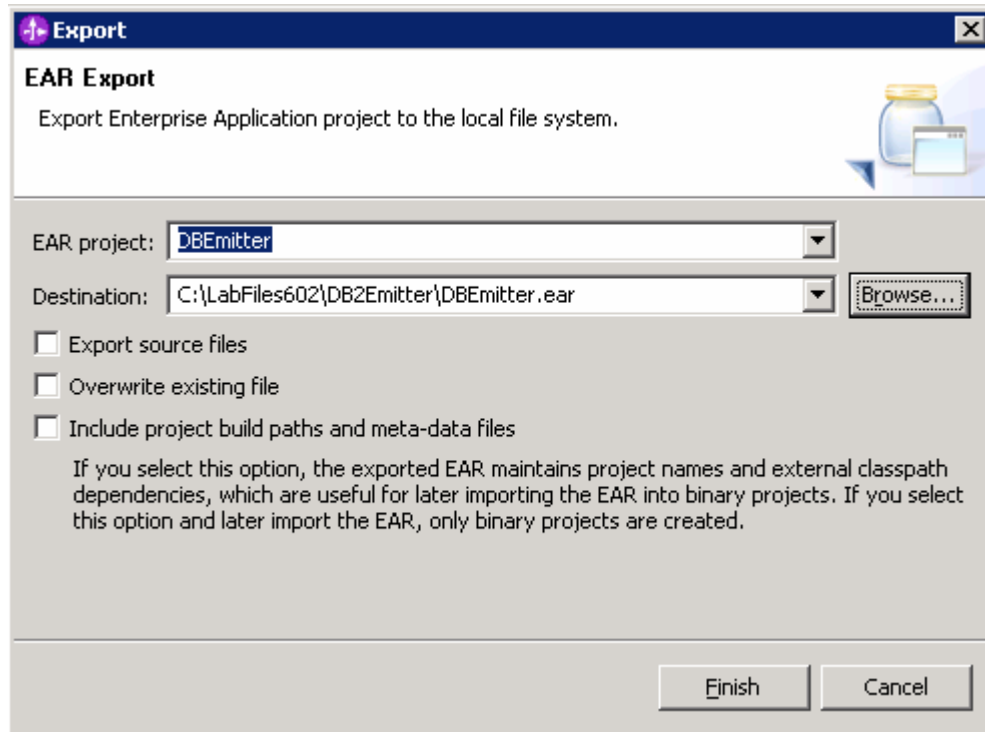 Export
EAR Export
Export Enterprise Application project to the local file system.
EAR project: DBEmitter
Destination: C:\LabFiles602\DB2Emitter\DBEmitter.ear Browse...
Export source files
Overwrite existing file
Include project build paths and meta-data files
If you select this option, the exported EAR maintains project names and external classpath
dependencies, which are useful for later importing the EAR into binary projects. If you select
this option and later import the EAR, only binary projects are created.
Finish Cancel